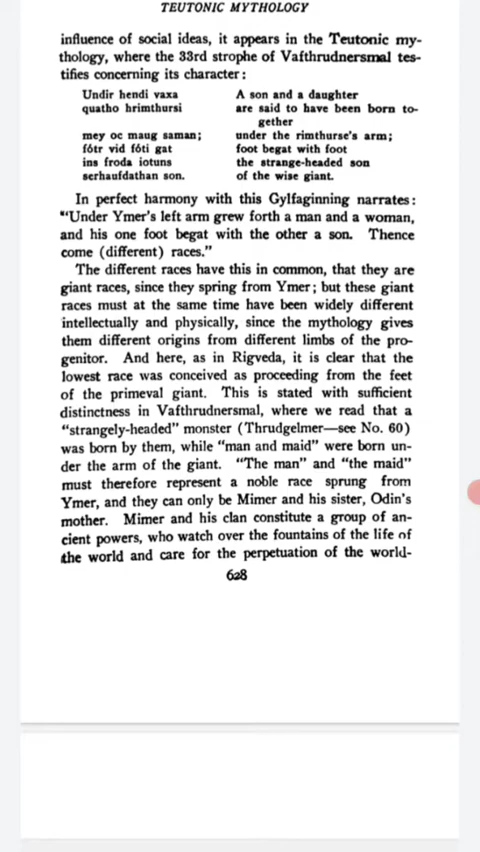 TEUTONIC MYTHOLOGY
influence of social ideas, it appears in the Teutonic my-
thology, where the 33rd strophe of Vafthrudnersmal tes-
tifies concerning its character:
Undir hendi vaxa
quatho hrimthursi
mey oc maug saman;
fótr vid fóti gat
ins froda iotuns
serhaufdathan son.
A son and a daughter
are said to have been born to-
gether
under the rimthurse's arm;
foot begat with foot
the strange-headed son
of the wise giant.
In perfect harmony with this Gylfaginning narrates:
"Under Ymer's left arm grew forth a man and a woman,
and his one foot begat with the other a son. Thence
come (different) races."
The different races have this in common, that they are
giant races, since they spring from Ymer; but these giant
races must at the same time have been widely different
intellectually and physically, since the mythology gives
them different origins from different limbs of the pro-
genitor. And here, as in Rigveda, it is clear that the
lowest race was conceived as proceeding from the feet
of the primeval giant. This is stated with sufficient
distinctness in Vafthrudnersmal, where we read that a
"strangely-headed" monster (Thrudgelmer—see No. 60)
was born by them, while "man and maid" were born un-
der the arm of the giant. "The man" and "the maid"
must therefore represent a noble race sprung from
Ymer, and they can only be Mimer and his sister, Odin's
mother. Mimer and his clan constitute a group of an-
cient powers, who watch over the fountains of the life of
the world and care for the perpetuation of the world-
628